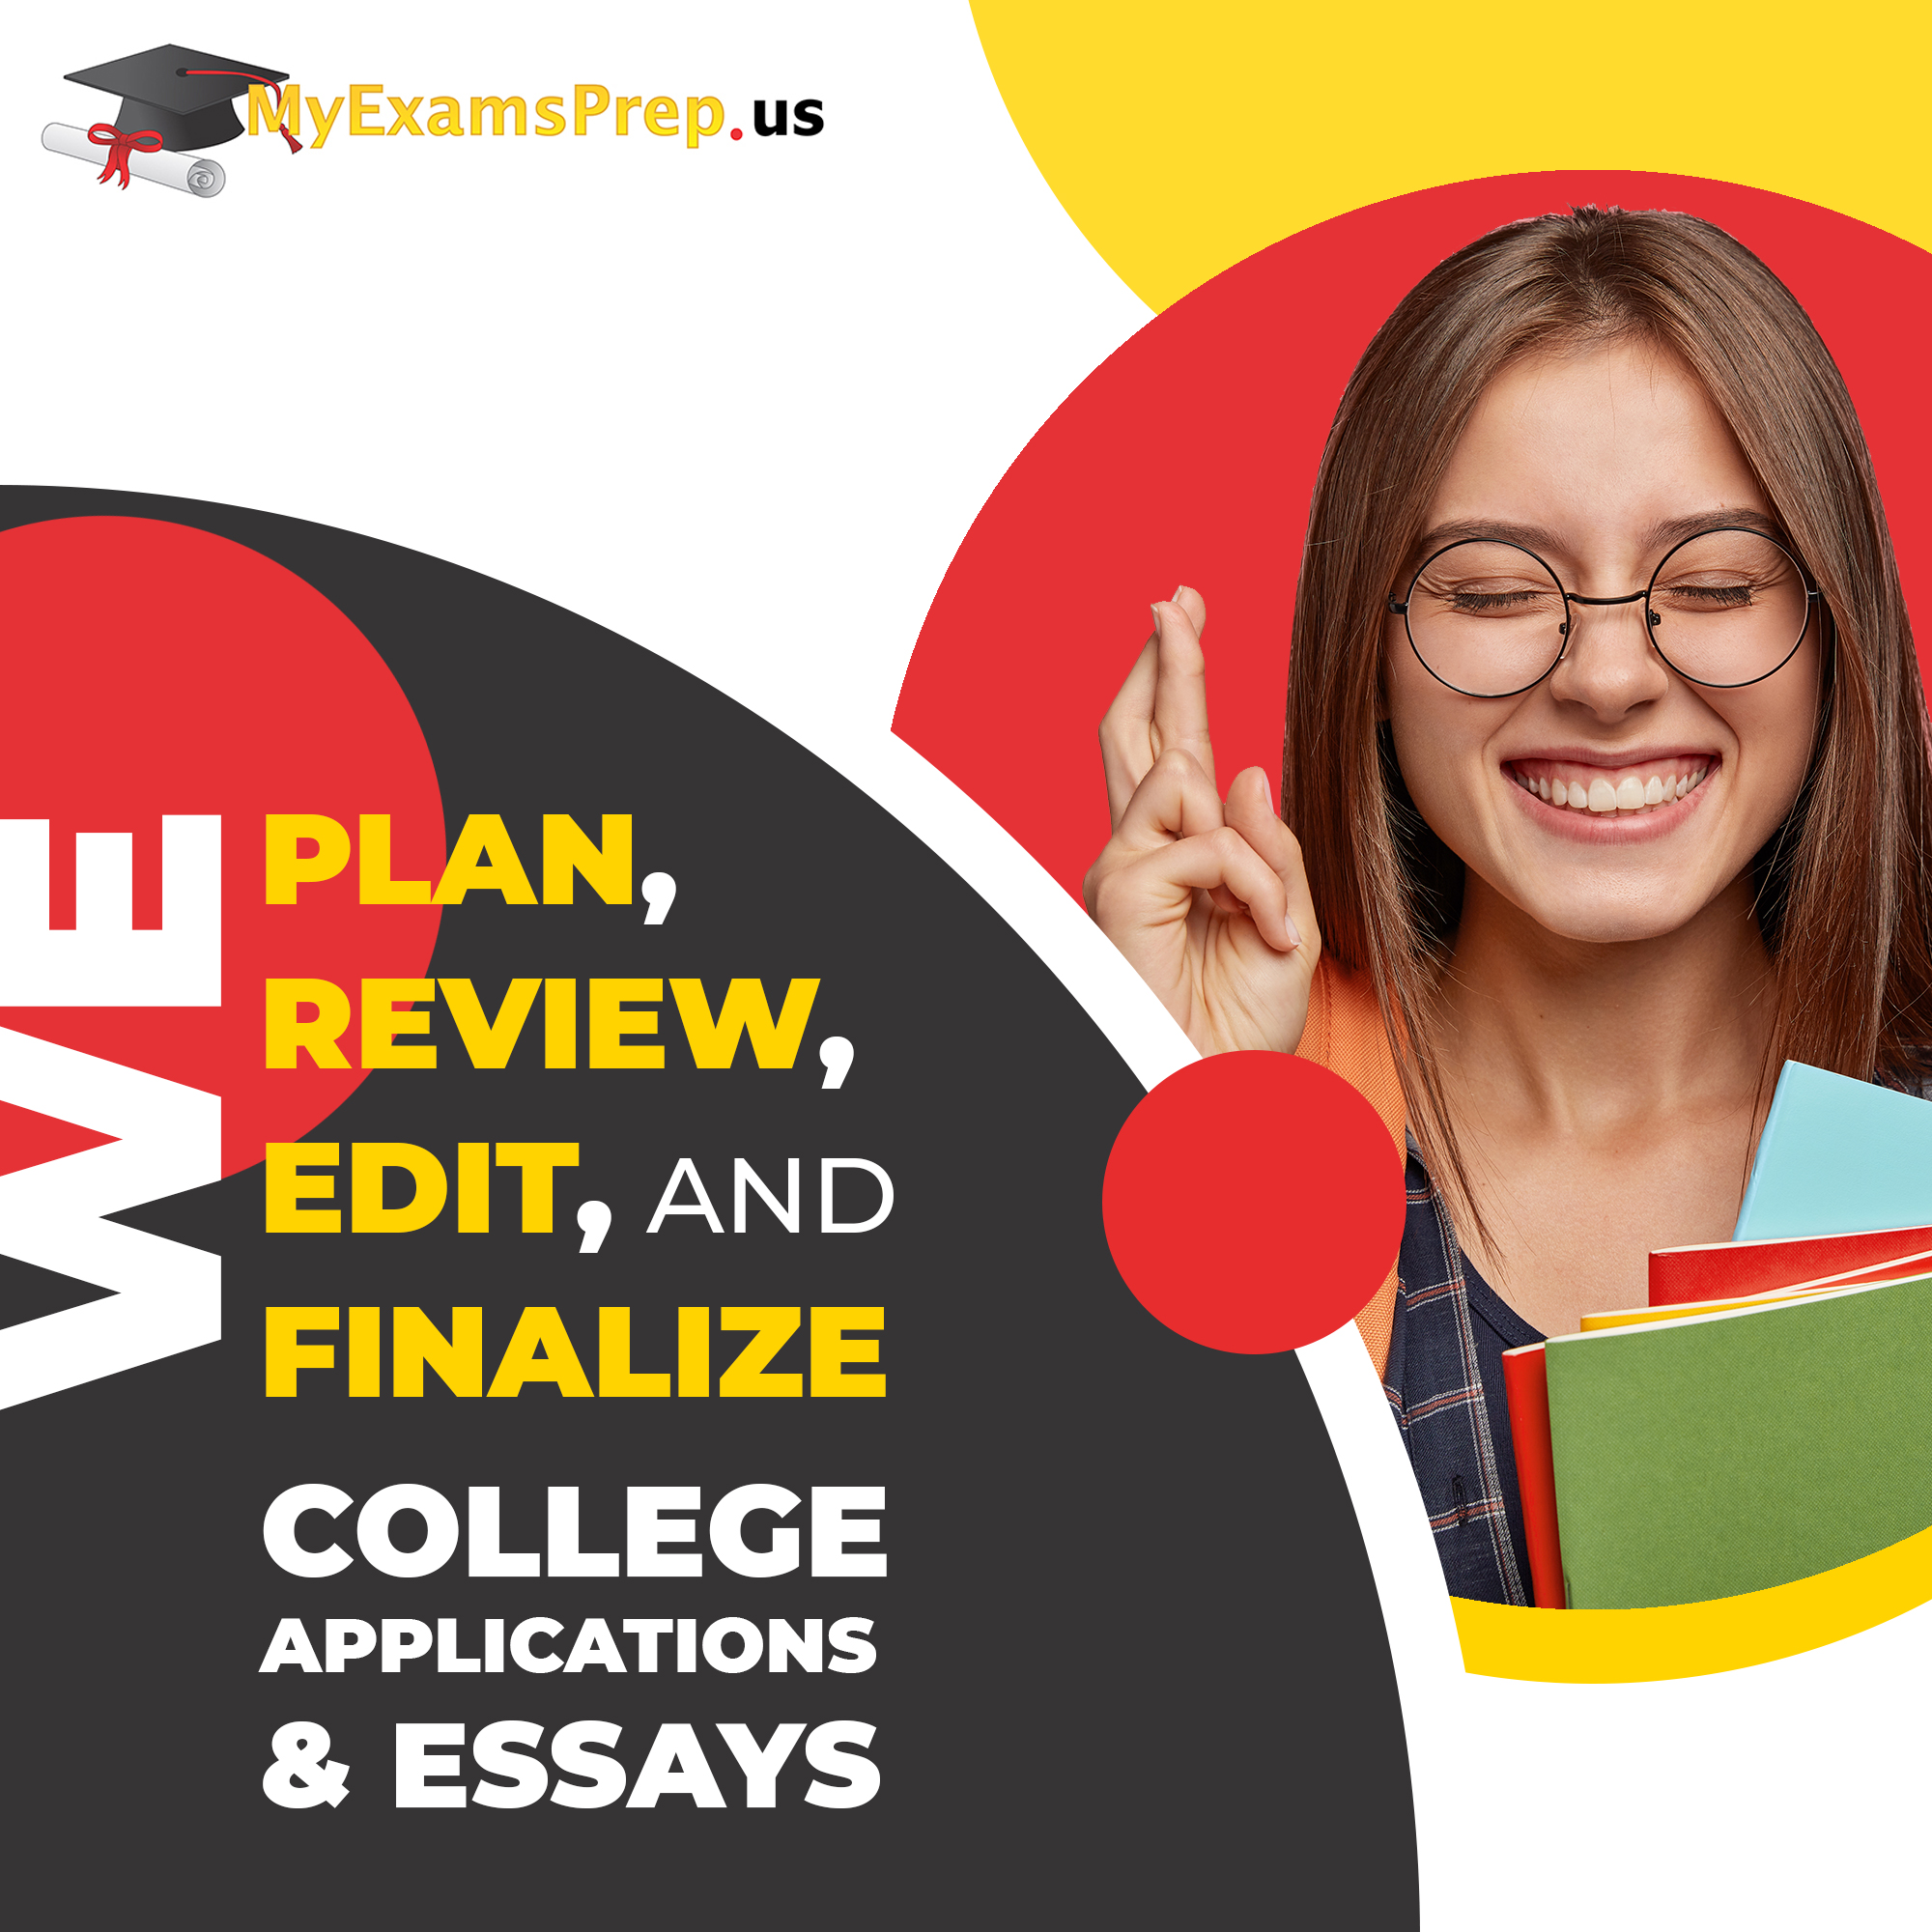 MyExamsPrep.us
WE
PLAN,
REVIEW,
EDIT, AND
FINALIZE
COLLEGE
APPLICATIONS
& ESSAYS